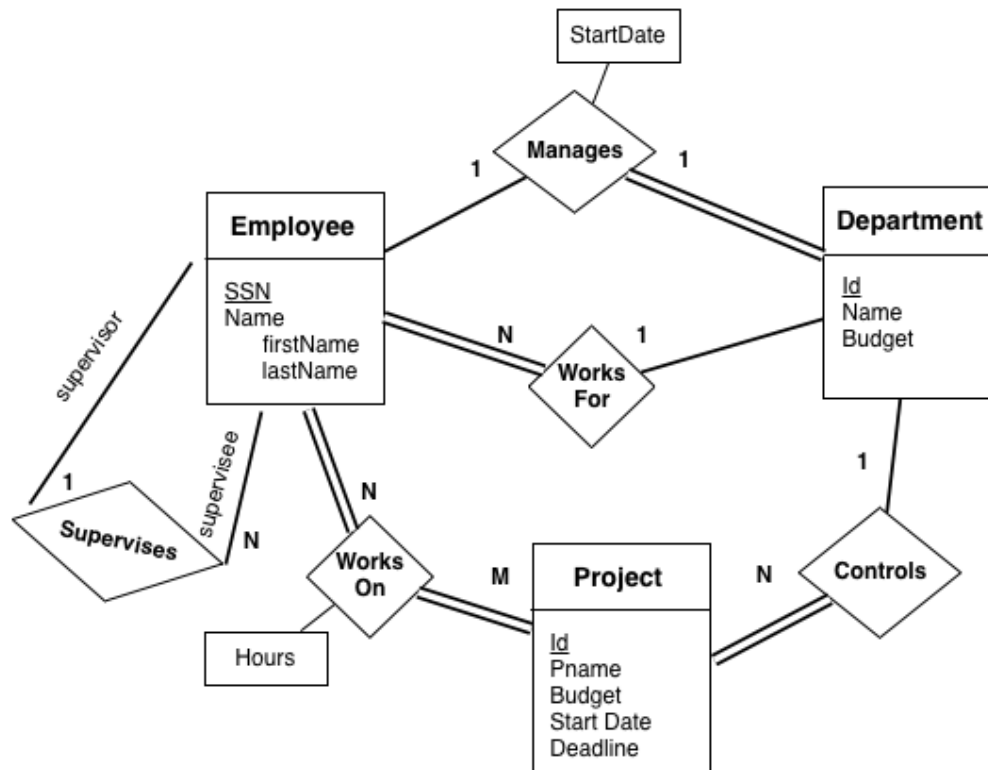 StartDate
Manages
1
1
Employee
SSN
Name
firstName
lastName
Department
Id
Name
Budget
N
1
Works
For
supervisor
supervisee
1
N
Supervises
N
Works
On
M
Hours
Project
Id
Pname
Budget
Start Date
Deadline
N
1
Controls